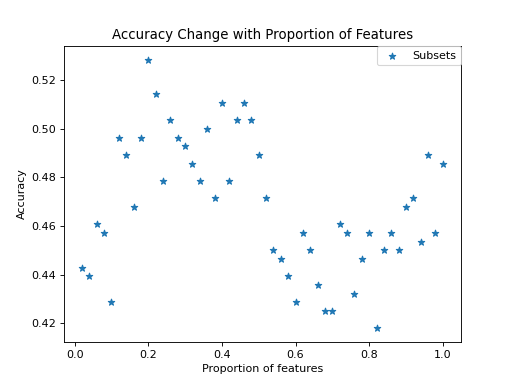 Accuracy Change with Proportion of Features
Subsets
0.52
0.50
0.48
0.46
0.44
0.42
Accuracy
0.0 0.2 0.4 0.6 0.8 1.0
Proportion of features